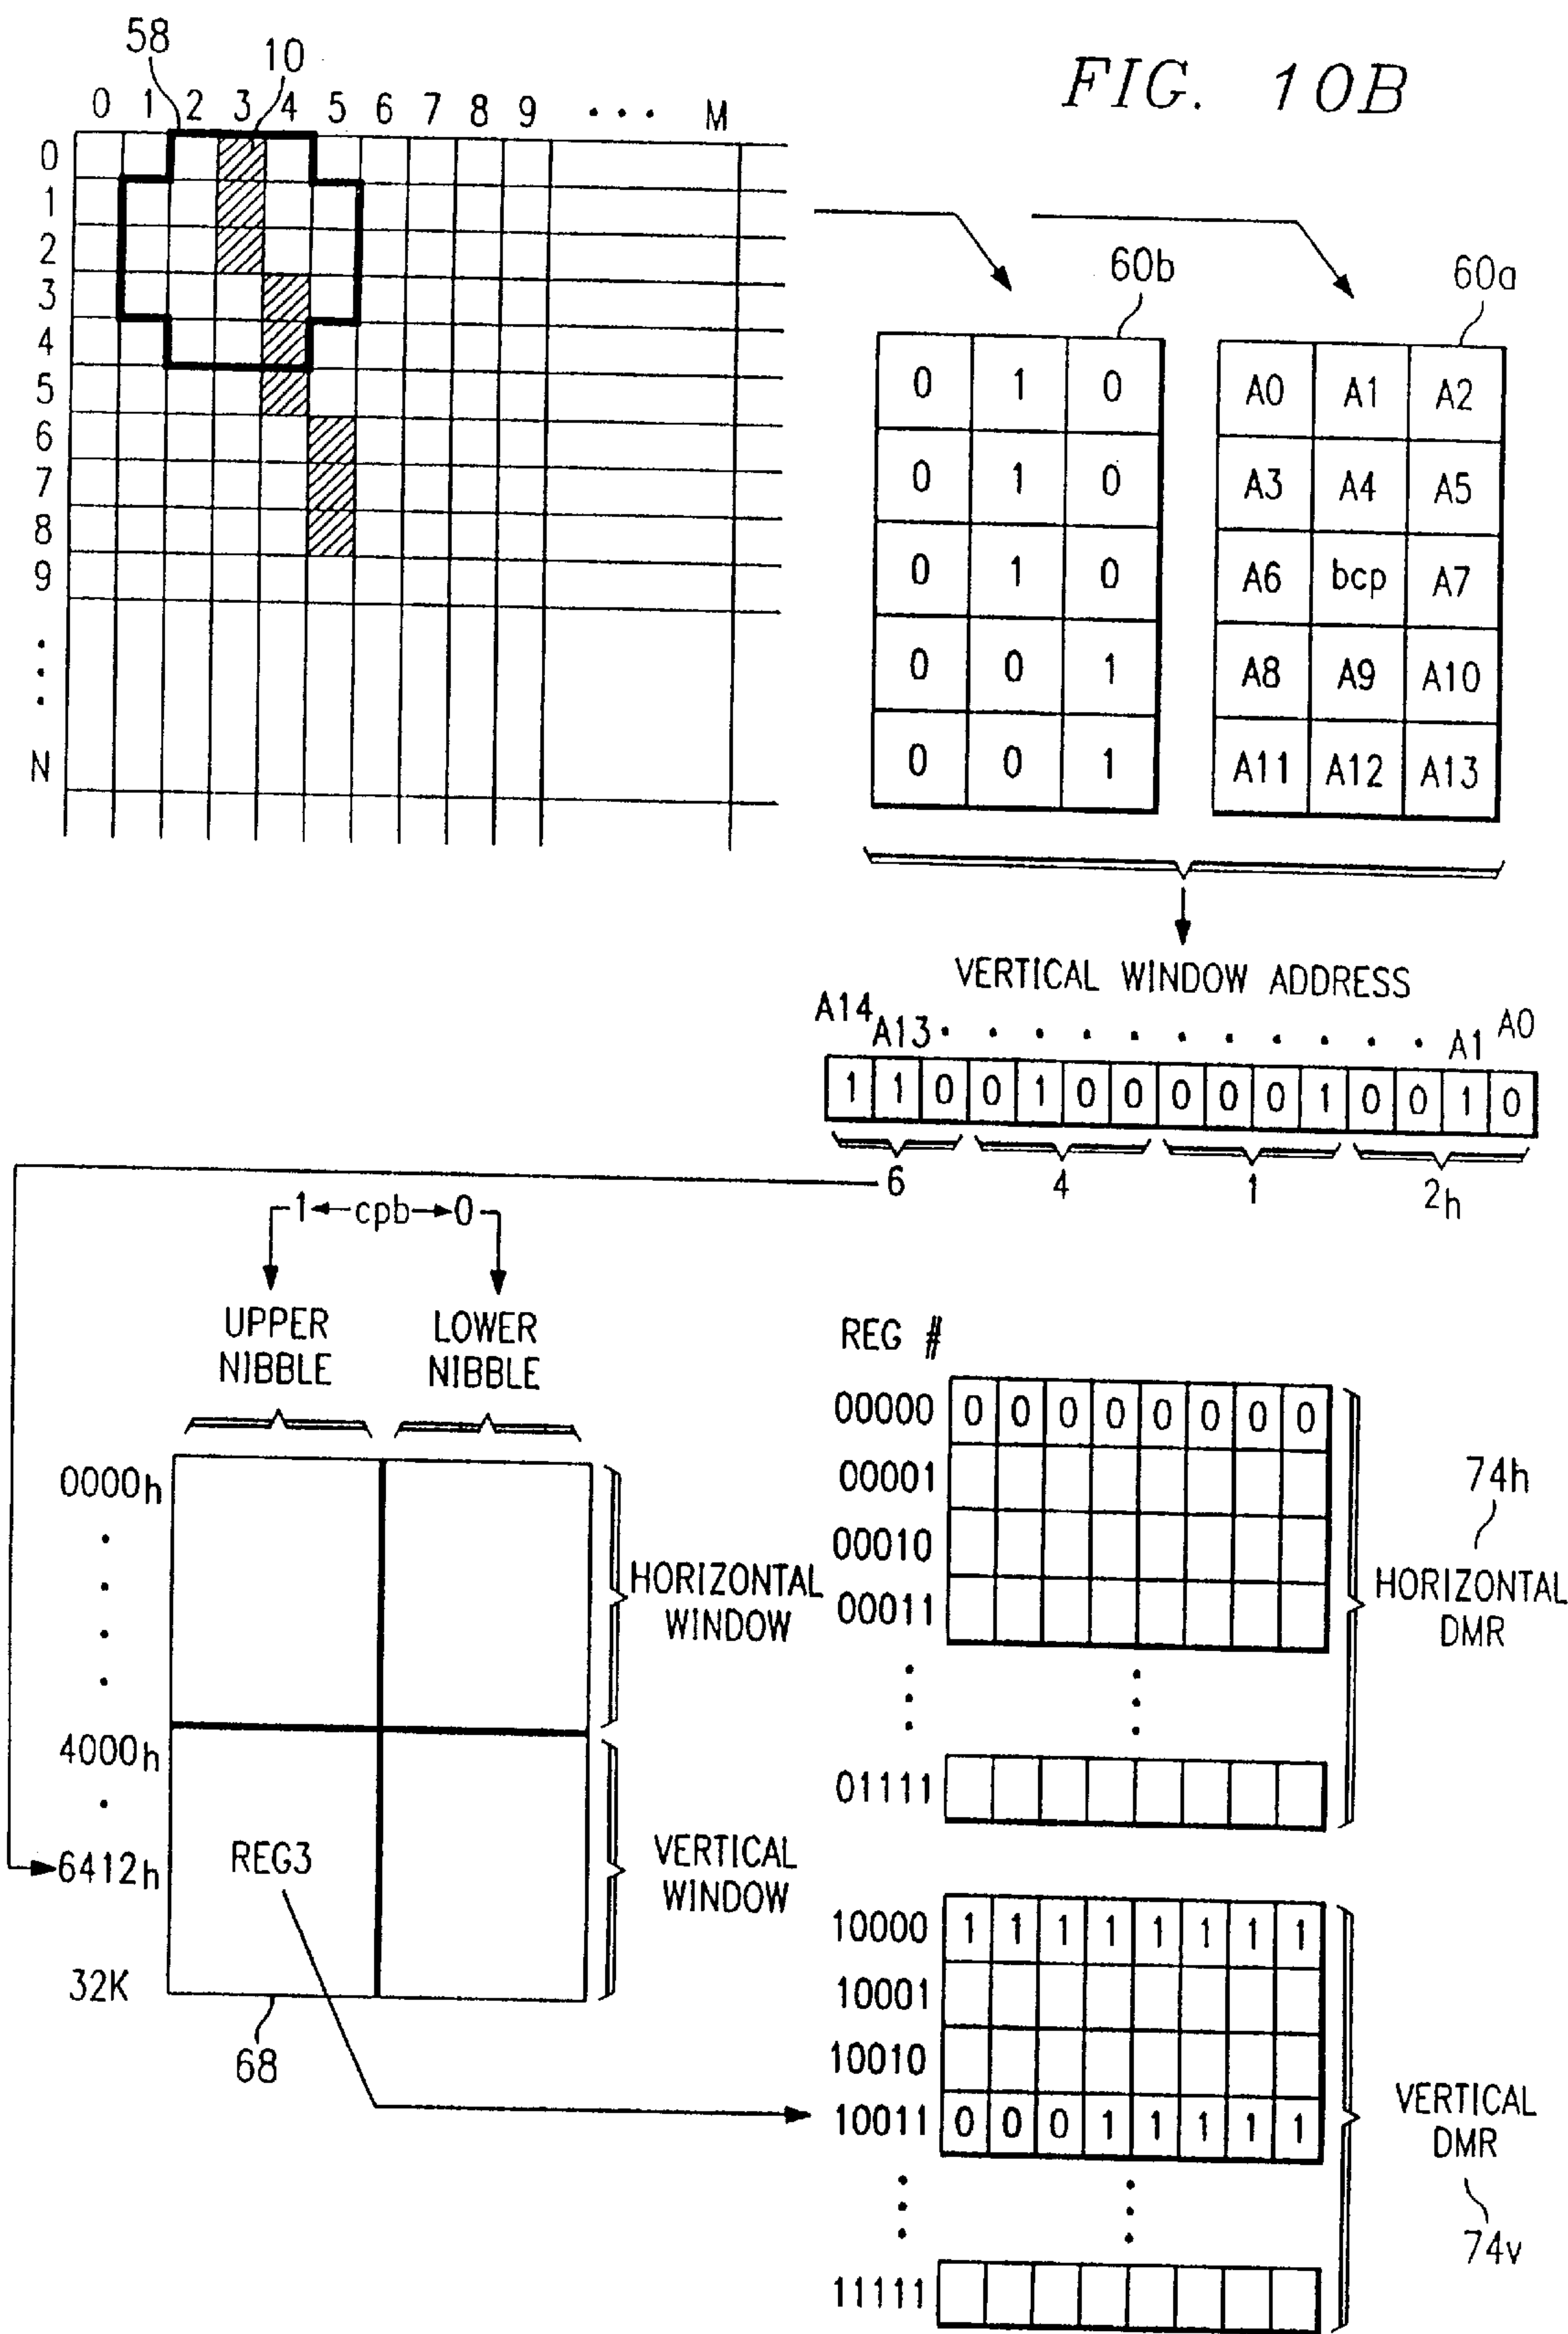 FIG. 10B
58
10
0 1 2 3 4 5 6 7 8 9 ... M
0
1
2
3
4
5
6
7
8
9
N
60b
0 1 0
0 1 0
0 1 0
0 0 1
0 0 1
60a
A0 A1 A2
A3 A4 A5
A6 bcp A7
A8 A9 A10
A11 A12 A13
VERTICAL WINDOW ADDRESS
A14 A13 . . . . . . . . . . . A1 A0
1 1 0 0 1 0 0 0 0 0 1 0 0 1 0
6 4 1 2h
1 cpb 0
UPPER NIBBLE
LOWER NIBBLE
0000h
4000h
6412h
32K
REG3
68
HORIZONTAL WINDOW
VERTICAL WINDOW
REG #
00000 0 0 0 0 0 0 0 0
00001
00010
00011
01111
74h
HORIZONTAL DMR
10000 1 1 1 1 1 1 1 1
10001
10010
10011 0 0 0 1 1 1 1 1
11111
VERTICAL DMR
74v